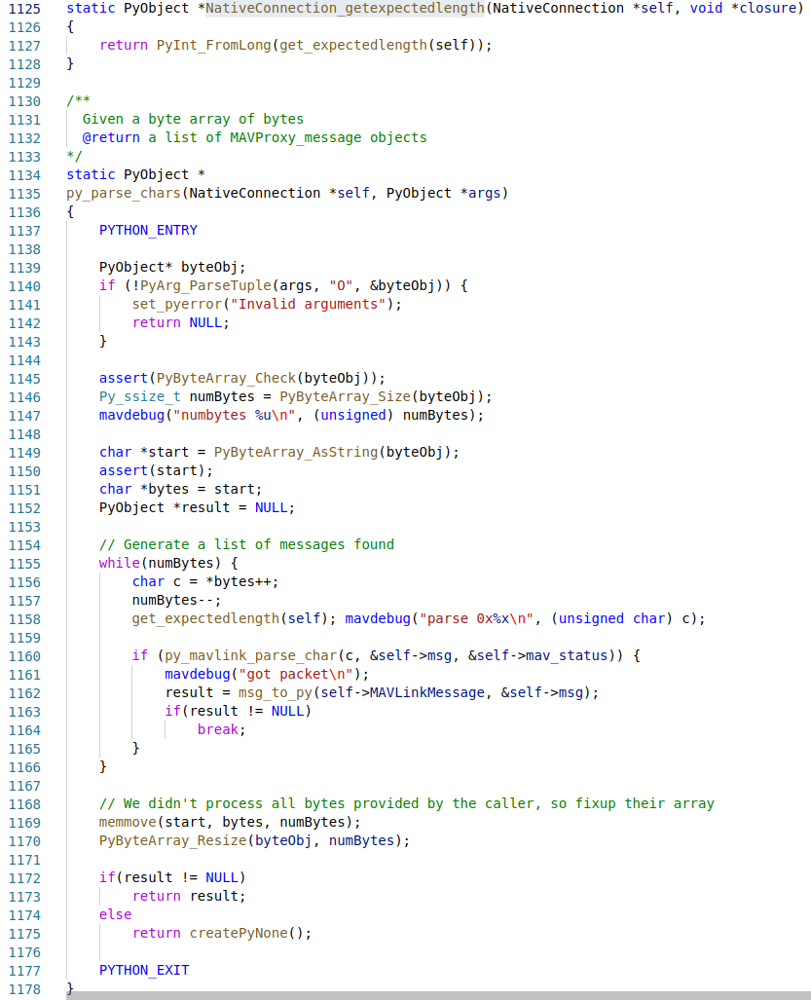 1125 static PyObject *NativeConnection_getexpectedlength(NativeConnection *self, void *closure)
1126 {
1127     return PyInt_FromLong(get_expectedlength(self));
1128 }
1129
1130 /**
1131   Given a byte array of bytes
1132   @return a list of MAVProxy_message objects
1133 */
1134 static PyObject *
1135 py_parse_chars(NativeConnection *self, PyObject *args)
1136 {
1137     PYTHON_ENTRY
1138
1139     PyObject* byteObj;
1140     if (!PyArg_ParseTuple(args, "O", &byteObj)) {
1141         set_pyerror("Invalid arguments");
1142         return NULL;
1143     }
1144
1145     assert(PyByteArray_Check(byteObj));
1146     Py_ssize_t numBytes = PyByteArray_Size(byteObj);
1147     mavdebug("numbytes %u\n", (unsigned) numBytes);
1148
1149     char *start = PyByteArray_AsString(byteObj);
1150     assert(start);
1151     char *bytes = start;
1152     PyObject *result = NULL;
1153
1154     // Generate a list of messages found
1155     while(numBytes) {
1156         char c = *bytes++;
1157         numBytes--;
1158         get_expectedlength(self); mavdebug("parse 0x%x\n", (unsigned char) c);
1159
1160         if (py_mavlink_parse_char(c, &self->msg, &self->mav_status)) {
1161             mavdebug("got packet\n");
1162             result = msg_to_py(self->MAVLinkMessage, &self->msg);
1163             if(result != NULL)
1164                 break;
1165         }
1166     }
1167
1168     // We didn't process all bytes provided by the caller, so fixup their array
1169     memmove(start, bytes, numBytes);
1170     PyByteArray_Resize(byteObj, numBytes);
1171
1172     if(result != NULL)
1173         return result;
1174     else
1175         return createPyNone();
1176
1177     PYTHON_EXIT
1178 }